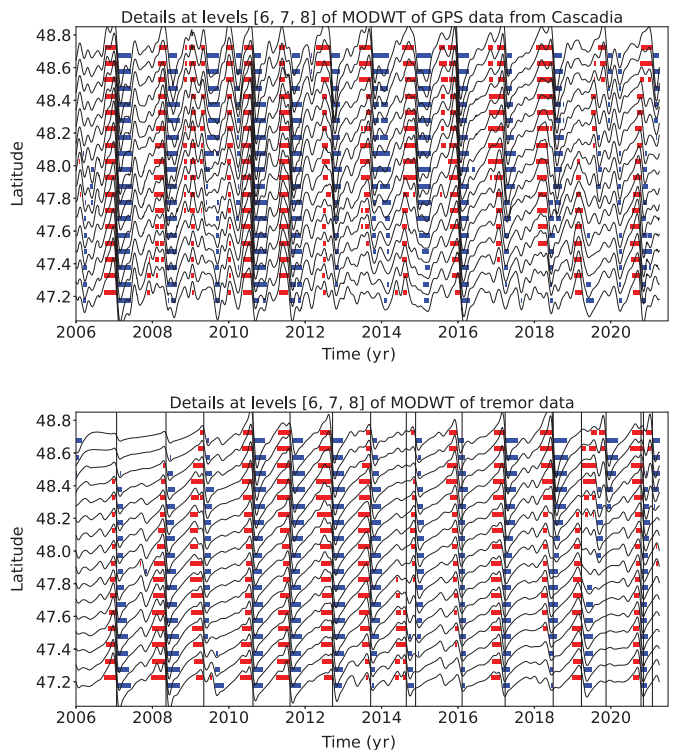 Details at levels [6, 7, 8] of MODWT of GPS data from Cascadia
48.8
48.6
48.4
48.2
48.0
47.8
47.6
47.4
47.2
Latitude
2006 2008 2010 2012 2014 2016 2018 2020
Time (yr)
Details at levels [6, 7, 8] of MODWT of tremor data
48.8
48.6
48.4
48.2
48.0
47.8
47.6
47.4
47.2
Latitude
2006 2008 2010 2012 2014 2016 2018 2020
Time (yr)